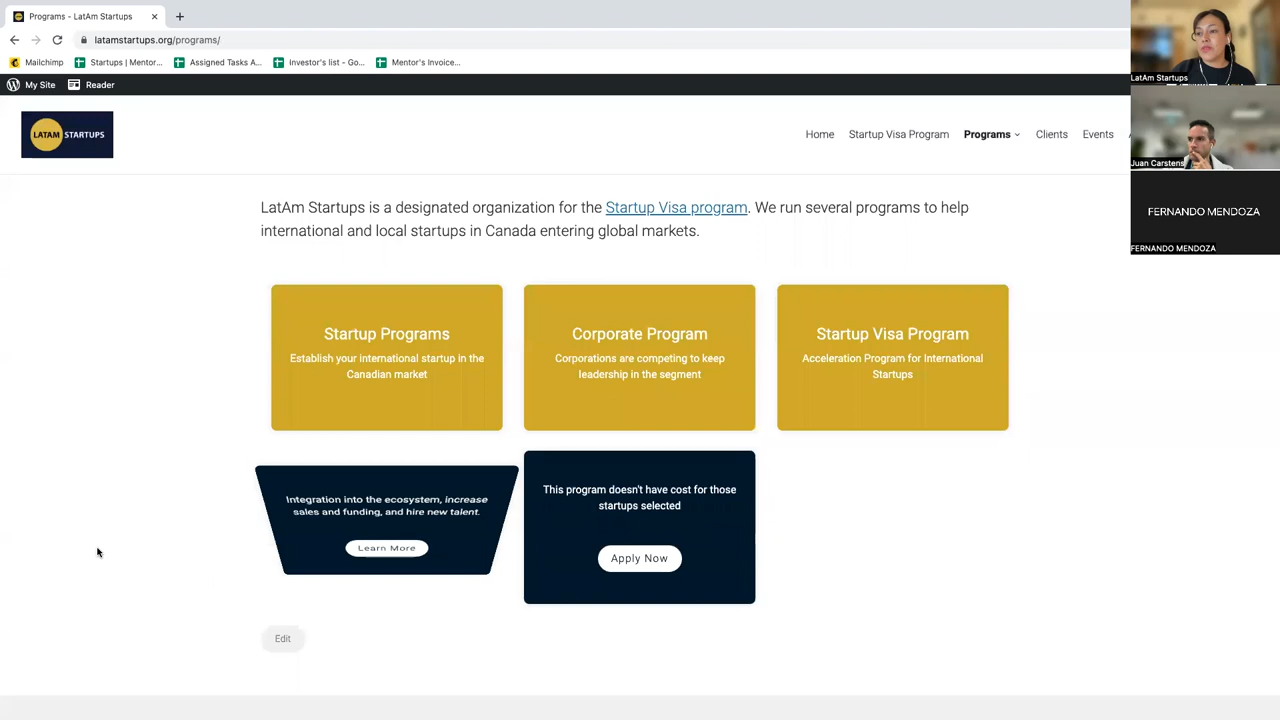 Programs - LatAm Startups
latamstartups.org/programs/
Mailchimp
Startups | Mentor...
Assigned Tasks A...
Investor's list - Go...
Mentor's Invoice...
My Site
Reader
LATAM STARTUPS
Home
Startup Visa Program
Programs
Clients
Events
LatAm Startups
Juan Carstens
FERNANDO MENDOZA
FERNANDO MENDOZA
LatAm Startups is a designated organization for the Startup Visa program. We run several programs to help
international and local startups in Canada entering global markets.
Startup Programs
Establish your international startup in the
Canadian market
Corporate Program
Corporations are competing to keep
leadership in the segment
Startup Visa Program
Acceleration Program for International
Startups
Integration into the ecosystem, increase
sales and funding, and hire new talent.
Learn More
This program doesn't have cost for those
startups selected
Apply Now
Edit